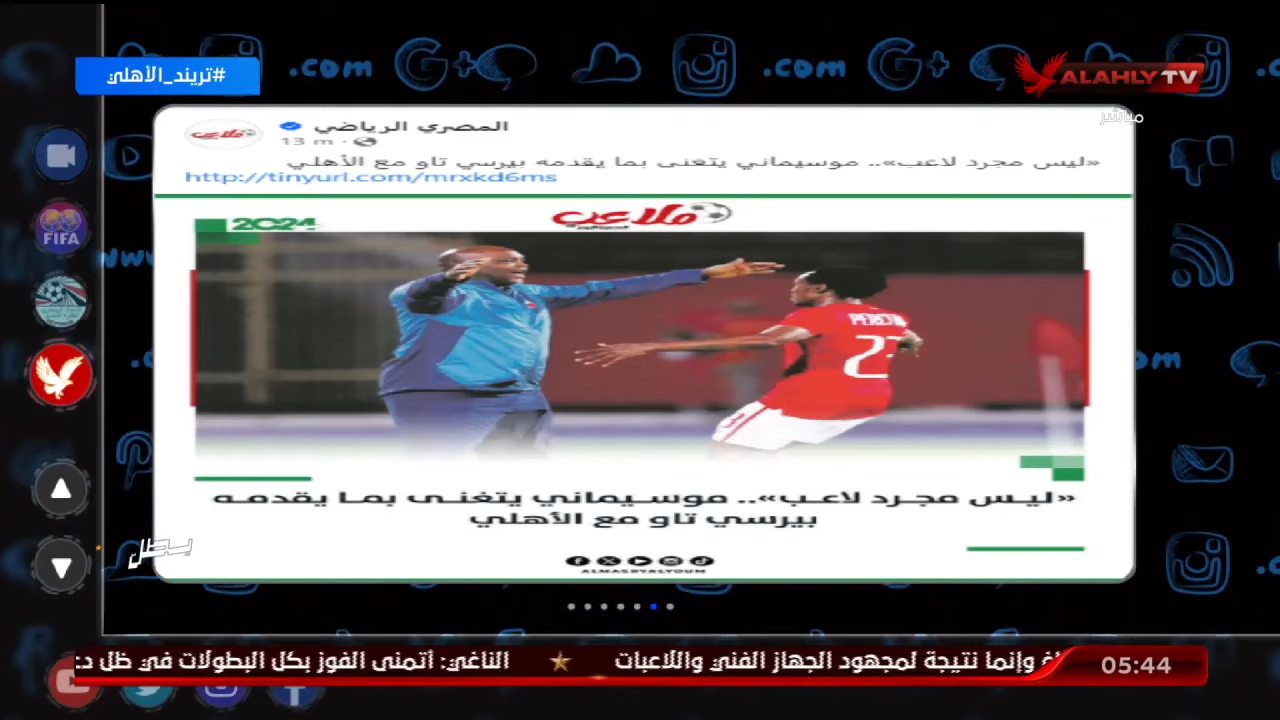 #تريند_الأهلي
ALAHLY TV
مباشر
المصري الرياضي
ملاعب
13 m
«ليس مجرد لاعب».. موسيماني يتغنى بما يقدمه بيرسي تاو مع الأهلي
http://tinyurl.com/mrxkd6ms
2024
ملاعب
FIFA
23
«ليس مجرد لاعب».. موسيماني يتغنى بما يقدمه
بيرسي تاو مع الأهلي
ALMASRYALYOUM
بطل
وإنما نتيجة لمجهود الجهاز الفني واللاعبات
الناغي: أتمنى الفوز بكل البطولات في ظل
05:44